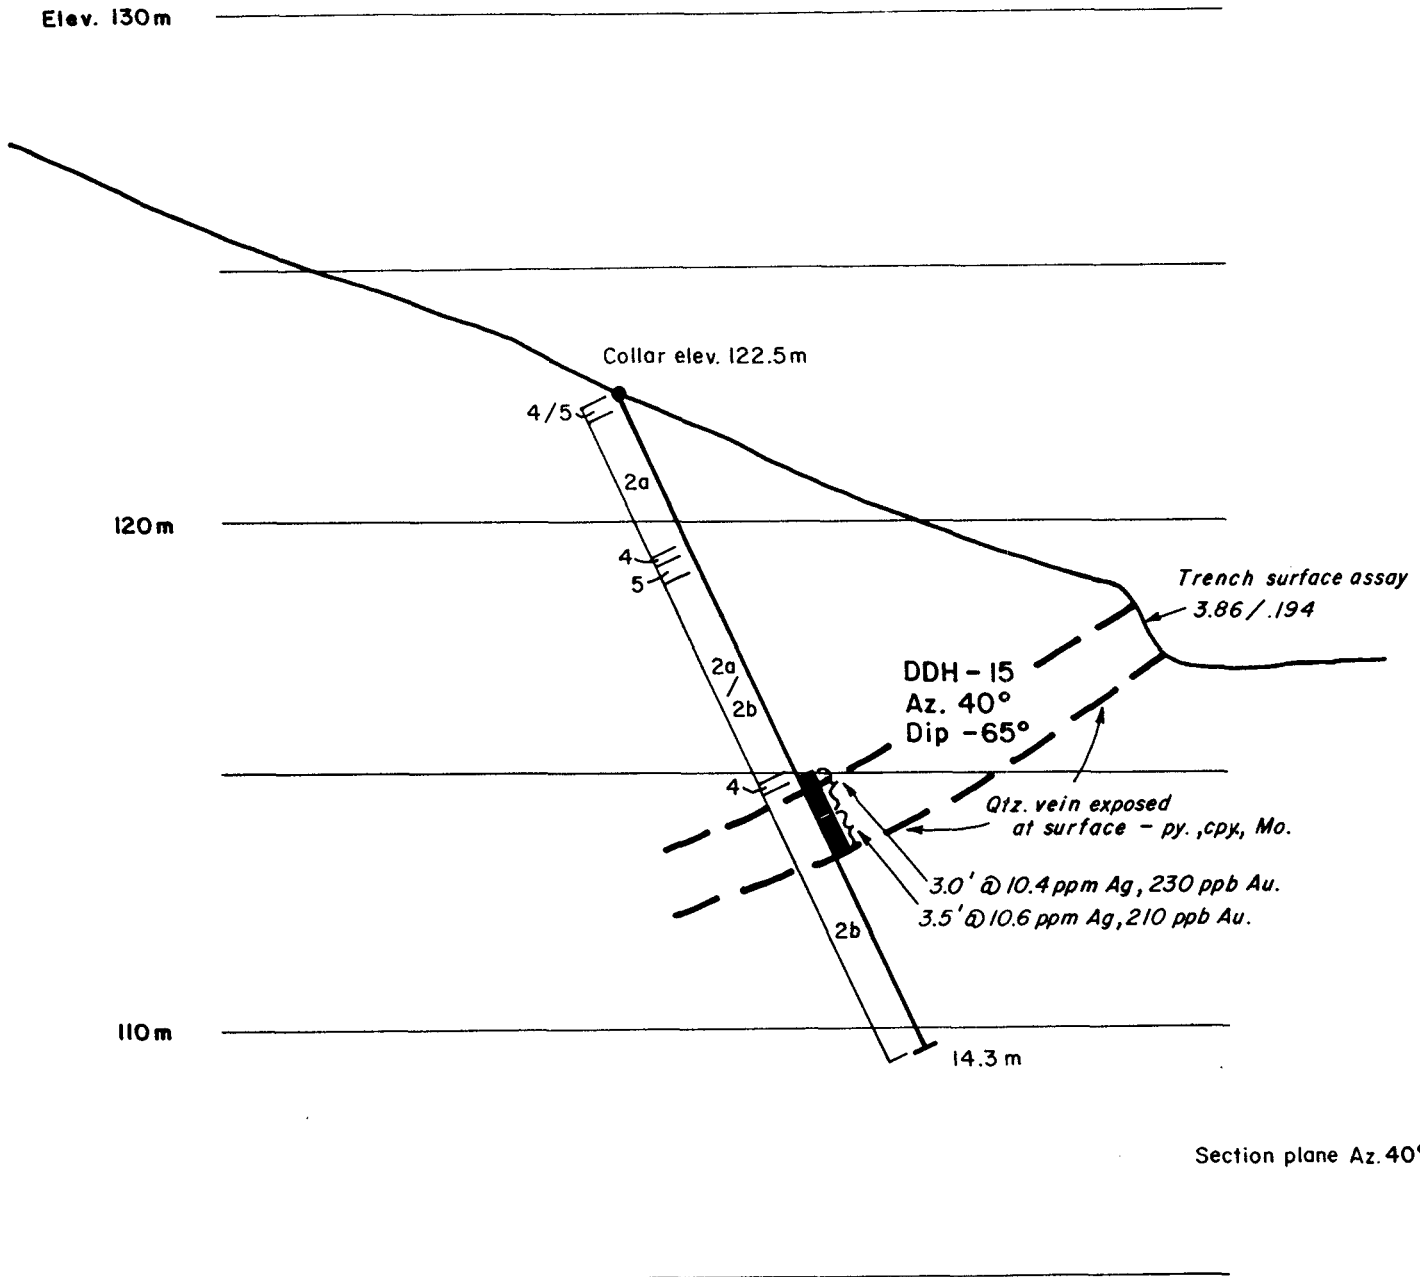 Elev. 130m
Collar elev. 122.5m
4/5
2a
120m
4
5
Trench surface assay
3.86/.194
2a
/
2b
DDH-15
Az. 40°
Dip -65°
4
Qtz. vein exposed
at surface - py.,cpy., Mo.
3.0' @ 10.4 ppm Ag, 230 ppb Au.
3.5' @ 10.6 ppm Ag, 210 ppb Au.
2b
110m
14.3 m
Section plane Az. 40°